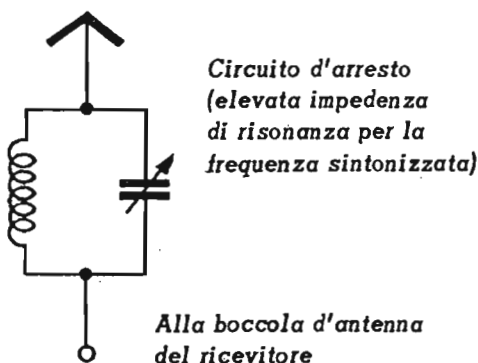 Circuito d'arresto
(elevata impedenza
di risonanza per la
frequenza sintonizzata)
Alla boccola d'antenna
del ricevitore